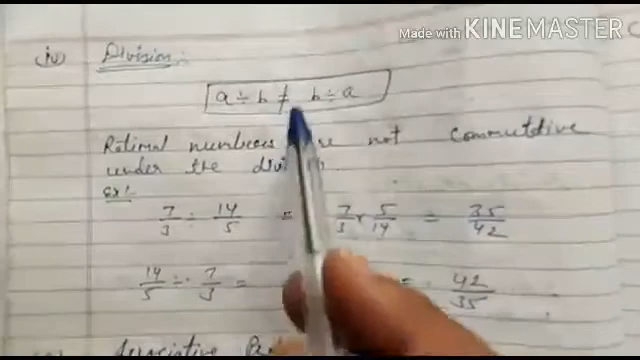 Made with KINEMASTER
(iv) Division:
a ÷ b ≠ b ÷ a
Rational numbers are not commutative
under the
ex:
7/3 ÷ 14/5 = 7/3 × 5/14 = 35/42
14/5 ÷ 7/3 = = 42/35
Associative